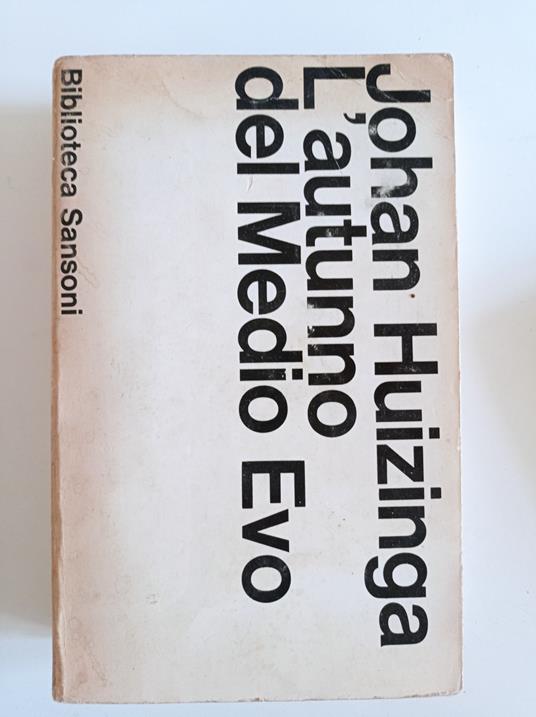 Johan Huizinga
L'autunno
del Medio Evo
Biblioteca Sansoni